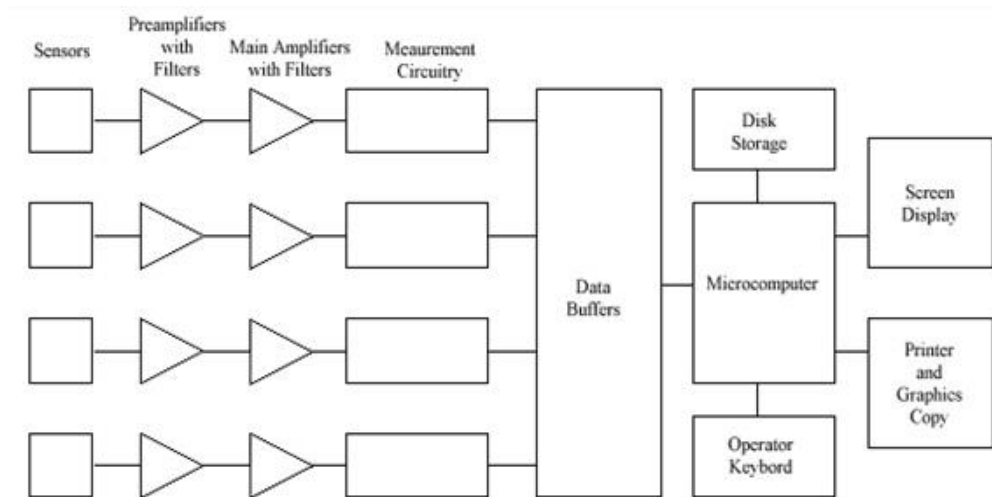 Sensors
Preamplifiers
with
Filters
Main Amplifiers
with Filters
Meaurement
Circuitry
Disk
Storage
Screen
Display
Data
Buffers
Microcomputer
Printer
and
Graphics
Copy
Operator
Keybord